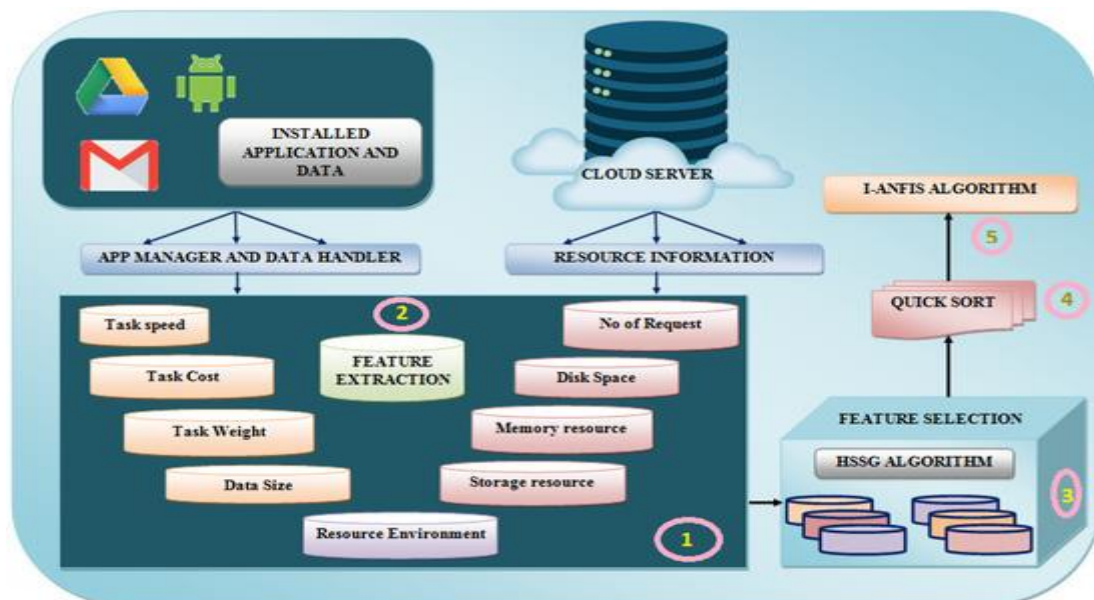 INSTALLED
APPLICATION AND
DATA
CLOUD SERVER
I-ANFIS ALGORITHM
5
APP MANAGER AND DATA HANDLER
RESOURCE INFORMATION
QUICK SORT
4
2
Task speed
No of Request
FEATURE
EXTRACTION
Task Cost
Disk Space
Task Weight
Memory resource
Data Size
Storage resource
Resource Environment
1
FEATURE SELECTION
HSSG ALGORITHM
3